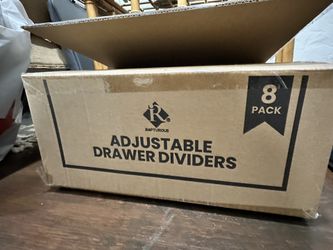 8
PACK
R
RAPTUROUS
ADJUSTABLE
DRAWER DIVIDERS